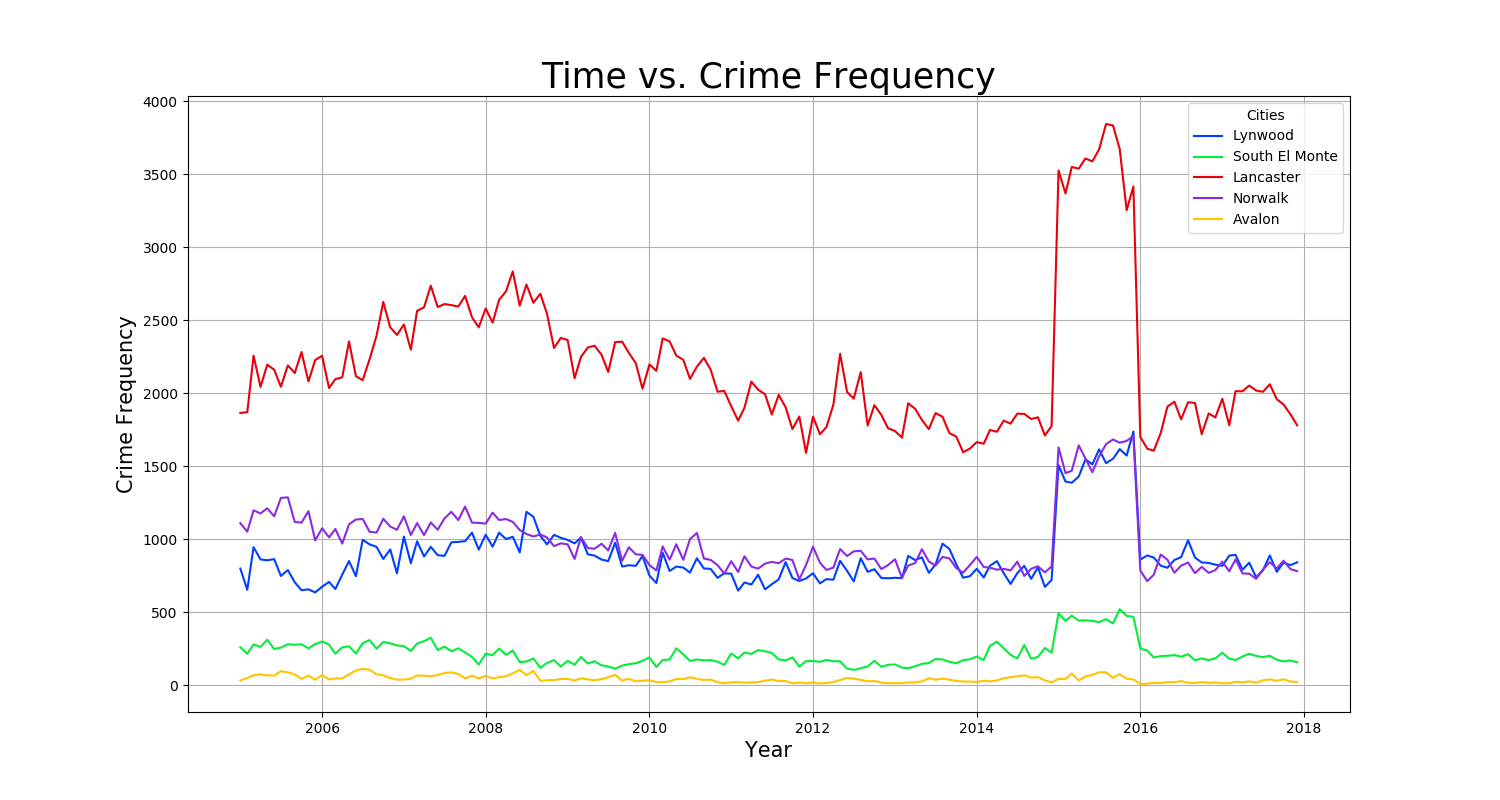 Time vs. Crime Frequency
4000
3500
3000
2500
2000
1500
1000
500
0
Crime Frequency
Cities
Lynwood
South El Monte
Lancaster
Norwalk
Avalon
2006 2008 2010 2012 2014 2016 2018
Year